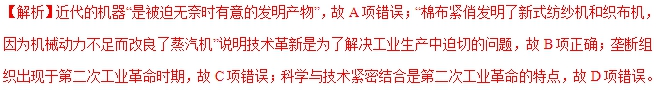 【解析】近代的机器“是被迫无奈时有意的发明产物”，故 A 项错误；“棉布紧俏发明了新式纺纱机和织布机，
因为机械动力不足而改良了蒸汽机”说明技术革新是为了解决工业生产中迫切的问题，故 B 项正确；垄断组
织出现于第二次工业革命时期，故 C 项错误；科学与技术紧密结合是第二次工业革命的特点，故 D 项错误。